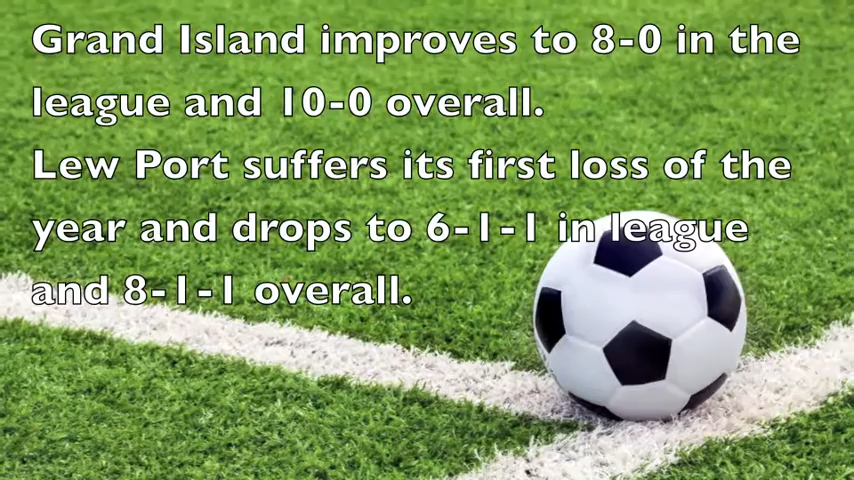 Grand Island improves to 8-0 in the
league and 10-0 overall.
Lew Port suffers its first loss of the
year and drops to 6-1-1 in league
and 8-1-1 overall.